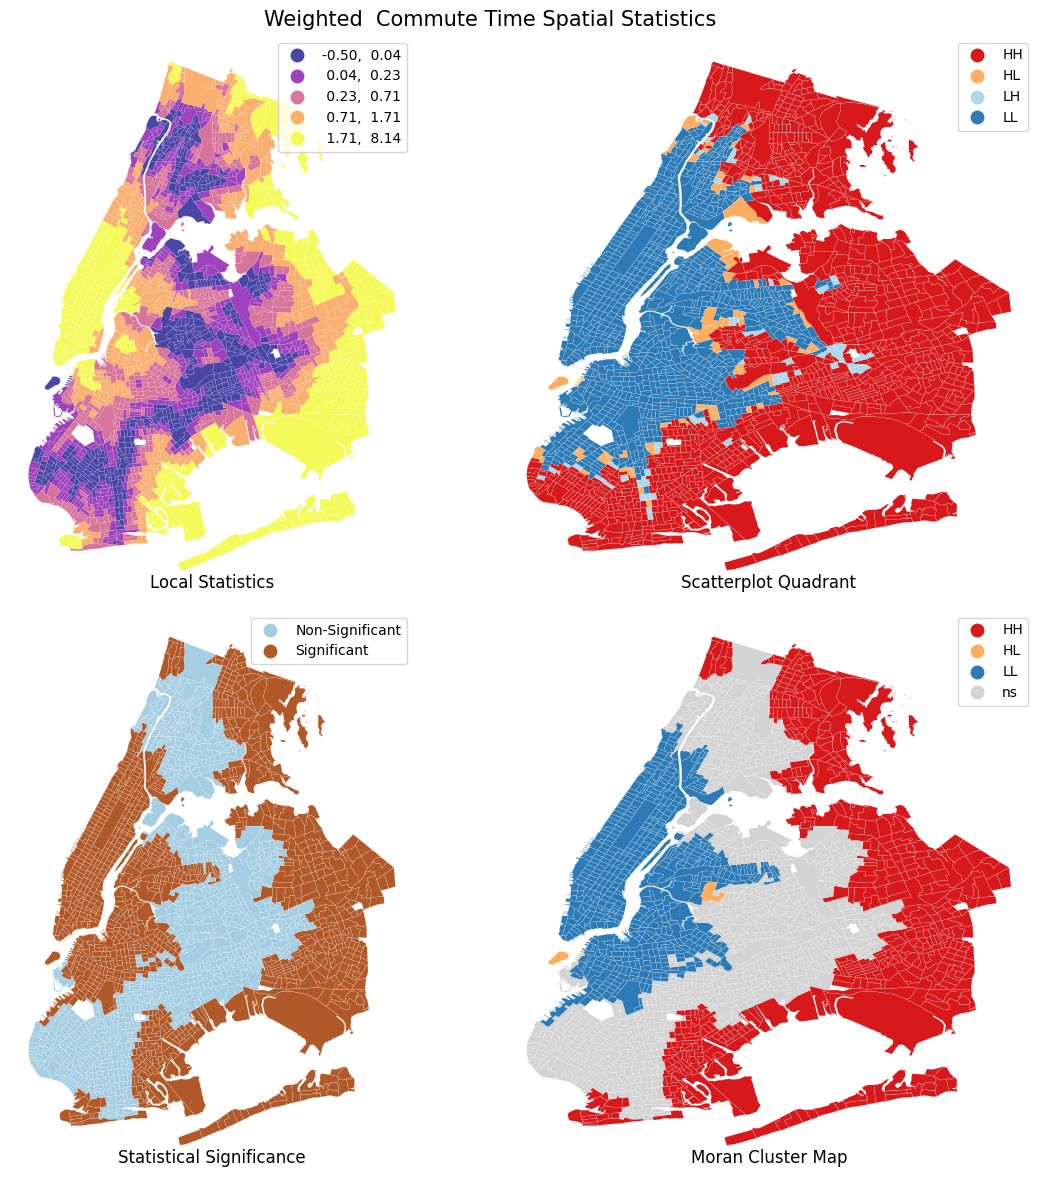 Weighted  Commute Time Spatial Statistics
-0.50,  0.04
0.04,  0.23
0.23,  0.71
0.71,  1.71
1.71,  8.14
Local Statistics
HH
HL
LH
LL
Scatterplot Quadrant
Non-Significant
Significant
Statistical Significance
HH
HL
LL
ns
Moran Cluster Map